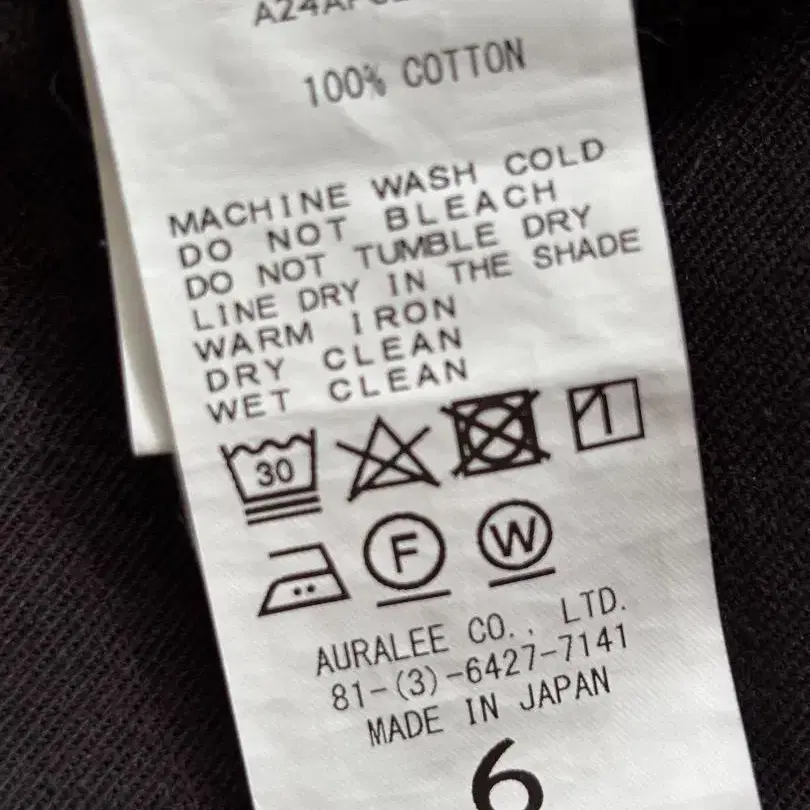 100% COTTON
MACHINE WASH COLD
DO NOT BLEACH
DO NOT TUMBLE DRY
LINE DRY IN THE SHADE
WARM IRON
DRY CLEAN
WET CLEAN
30
F W
AURALEE CO., LTD.
81-(3)-6427-7141
MADE IN JAPAN
6